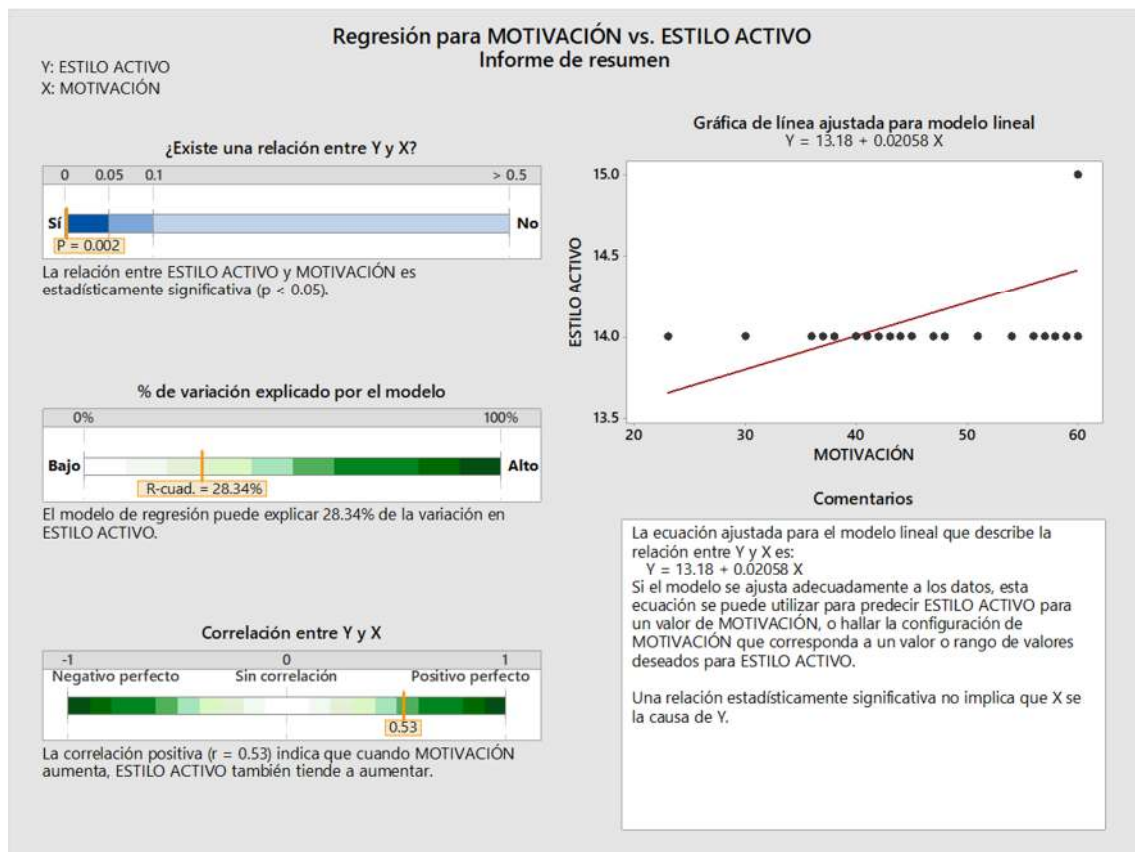 Regresión para MOTIVACIÓN vs. ESTILO ACTIVO
Informe de resumen
Y: ESTILO ACTIVO
X: MOTIVACIÓN
¿Existe una relación entre Y y X?
0 0.05 0.1 > 0.5
Sí No
P = 0.002
La relación entre ESTILO ACTIVO y MOTIVACIÓN es
estadísticamente significativa (p < 0.05).
% de variación explicado por el modelo
0% 100%
Bajo Alto
R-cuad. = 28.34%
El modelo de regresión puede explicar 28.34% de la variación en
ESTILO ACTIVO.
Correlación entre Y y X
-1 0 1
Negativo perfecto Sin correlación Positivo perfecto
0.53
La correlación positiva (r = 0.53) indica que cuando MOTIVACIÓN
aumenta, ESTILO ACTIVO también tiende a aumentar.
Gráfica de línea ajustada para modelo lineal
Y = 13.18 + 0.02058 X
15.0
14.5
14.0
13.5
ESTILO ACTIVO
20 30 40 50 60
MOTIVACIÓN
Comentarios
La ecuación ajustada para el modelo lineal que describe la
relación entre Y y X es:
Y = 13.18 + 0.02058 X
Si el modelo se ajusta adecuadamente a los datos, esta
ecuación se puede utilizar para predecir ESTILO ACTIVO para
un valor de MOTIVACIÓN, o hallar la configuración de
MOTIVACIÓN que corresponda a un valor o rango de valores
deseados para ESTILO ACTIVO.
Una relación estadísticamente significativa no implica que X se
la causa de Y.